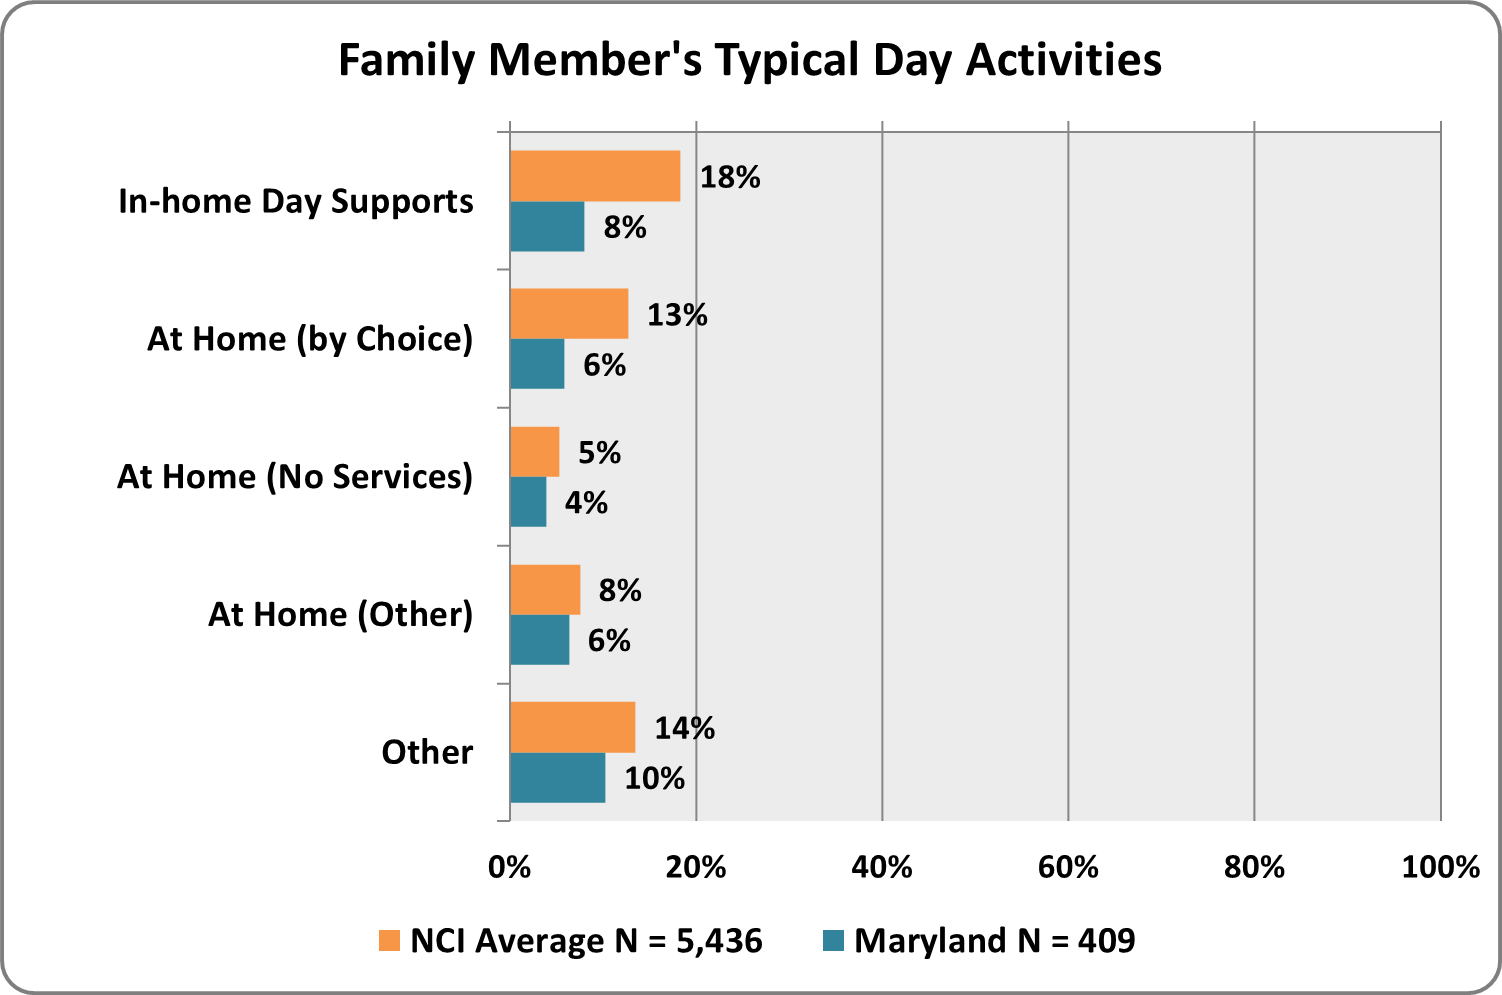 Family Member's Typical Day Activities
In-home Day Supports
18%
8%
At Home (by Choice)
13%
6%
At Home (No Services)
5%
4%
At Home (Other)
8%
6%
Other
14%
10%
0% 20% 40% 60% 80% 100%
NCI Average N = 5,436 Maryland N = 409